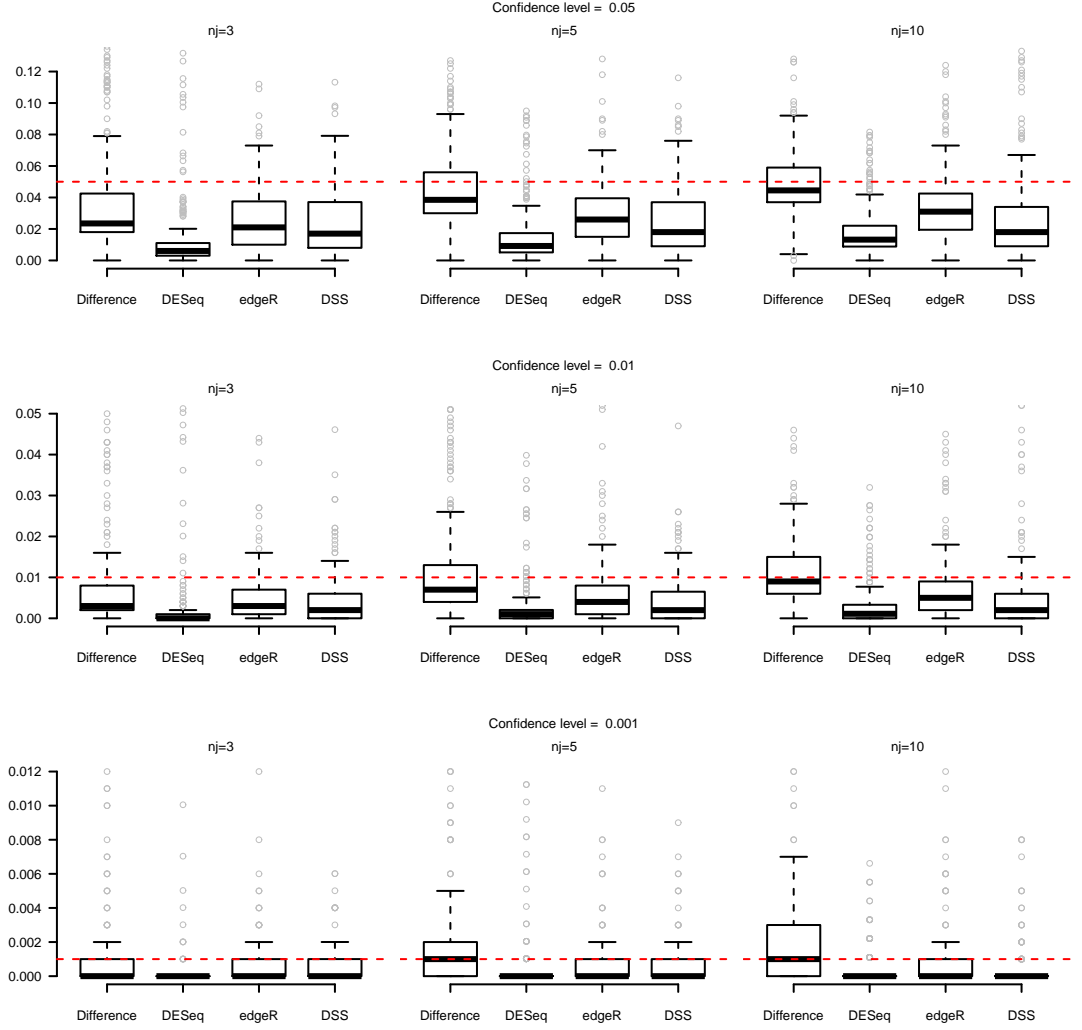 Confidence level = 0.05
nj=3 nj=5 nj=10
0.12
0.10
0.08
0.06
0.04
0.02
0.00
Difference DESeq edgeR DSS Difference DESeq edgeR DSS Difference DESeq edgeR DSS
Confidence level = 0.01
nj=3 nj=5 nj=10
0.05
0.04
0.03
0.02
0.01
0.00
Difference DESeq edgeR DSS Difference DESeq edgeR DSS Difference DESeq edgeR DSS
Confidence level = 0.001
nj=3 nj=5 nj=10
0.012
0.010
0.008
0.006
0.004
0.002
0.000
Difference DESeq edgeR DSS Difference DESeq edgeR DSS Difference DESeq edgeR DSS